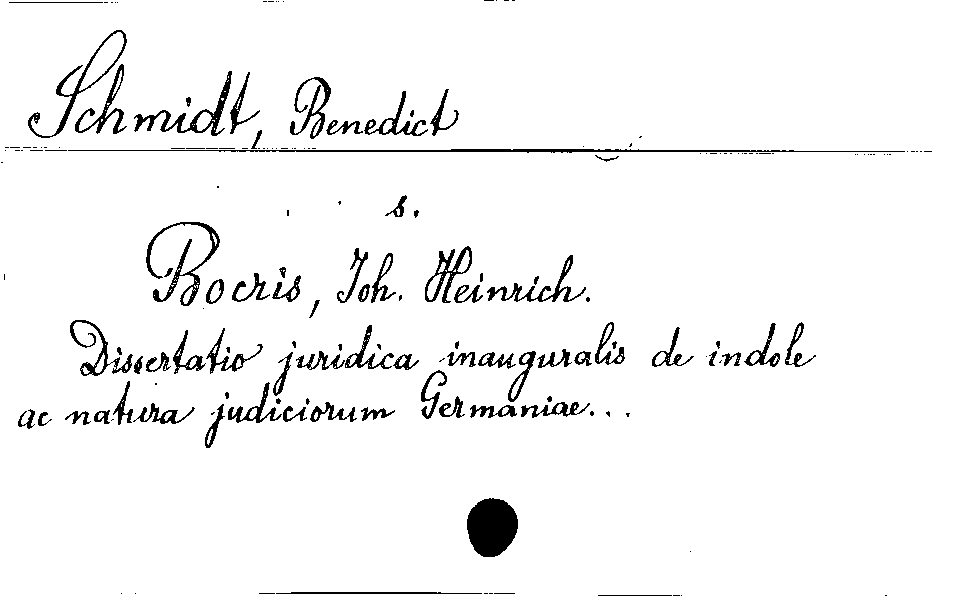 Schmidt, Benedict
s.
Bocris, Joh. Heinrich.
Dissertatio juridica inauguralis de indole
ac natura judiciorum Germaniae...